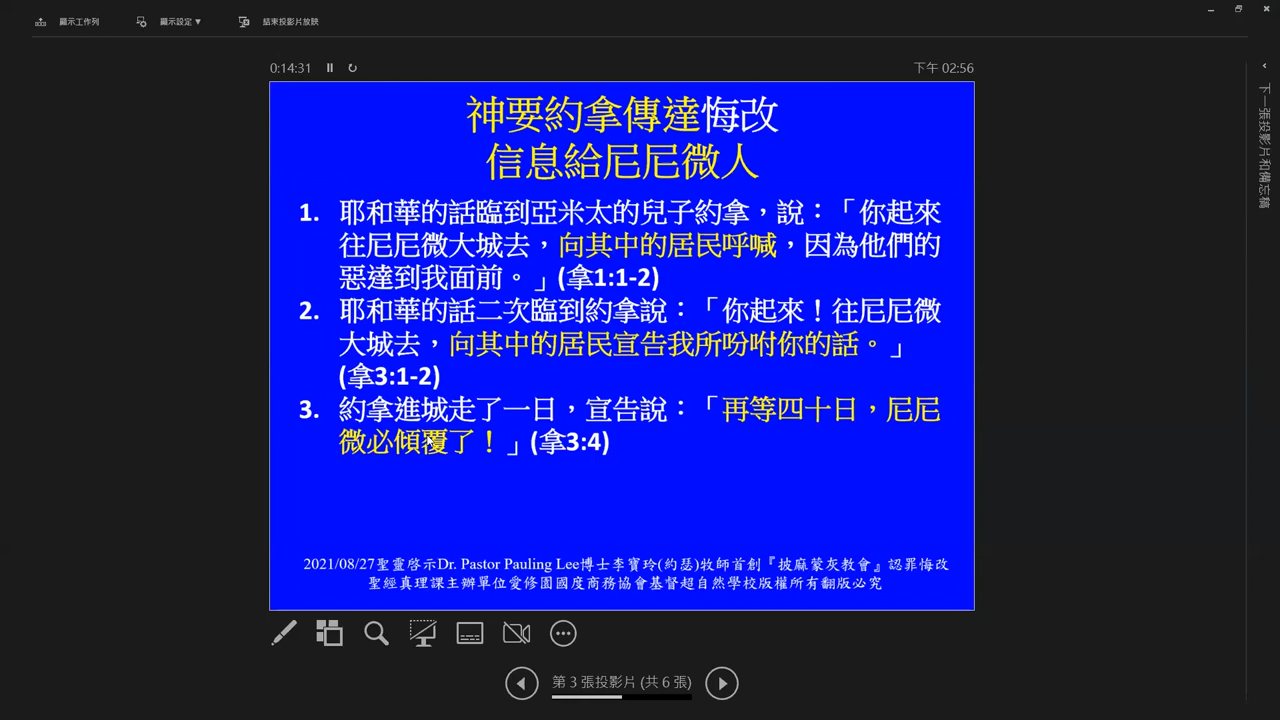 顯示工作列 顯示設定 ▼ 結束投影片放映
0:14:31 下午 02:56
下一張投影片和備忘稿
神要約拿傳達悔改
信息給尼尼微人
1. 耶和華的話臨到亞米太的兒子約拿，說：「你起來
往尼尼微大城去，向其中的居民呼喊，因為他們的
惡達到我面前。」(拿1:1-2)
2. 耶和華的話二次臨到約拿說：「你起來！往尼尼微
大城去，向其中的居民宣告我所吩咐你的話。」
(拿3:1-2)
3. 約拿進城走了一日，宣告說：「再等四十日，尼尼
微必傾覆了！」(拿3:4)
2021/08/27聖靈啓示Dr. Pastor Pauling Lee博士李寶玲(約瑟)牧師首創『披麻蒙灰教會』認罪悔改
聖經真理課主辦單位愛修園國度商務協會基督超自然學校版權所有翻版必究
第 3 張投影片 (共 6 張)